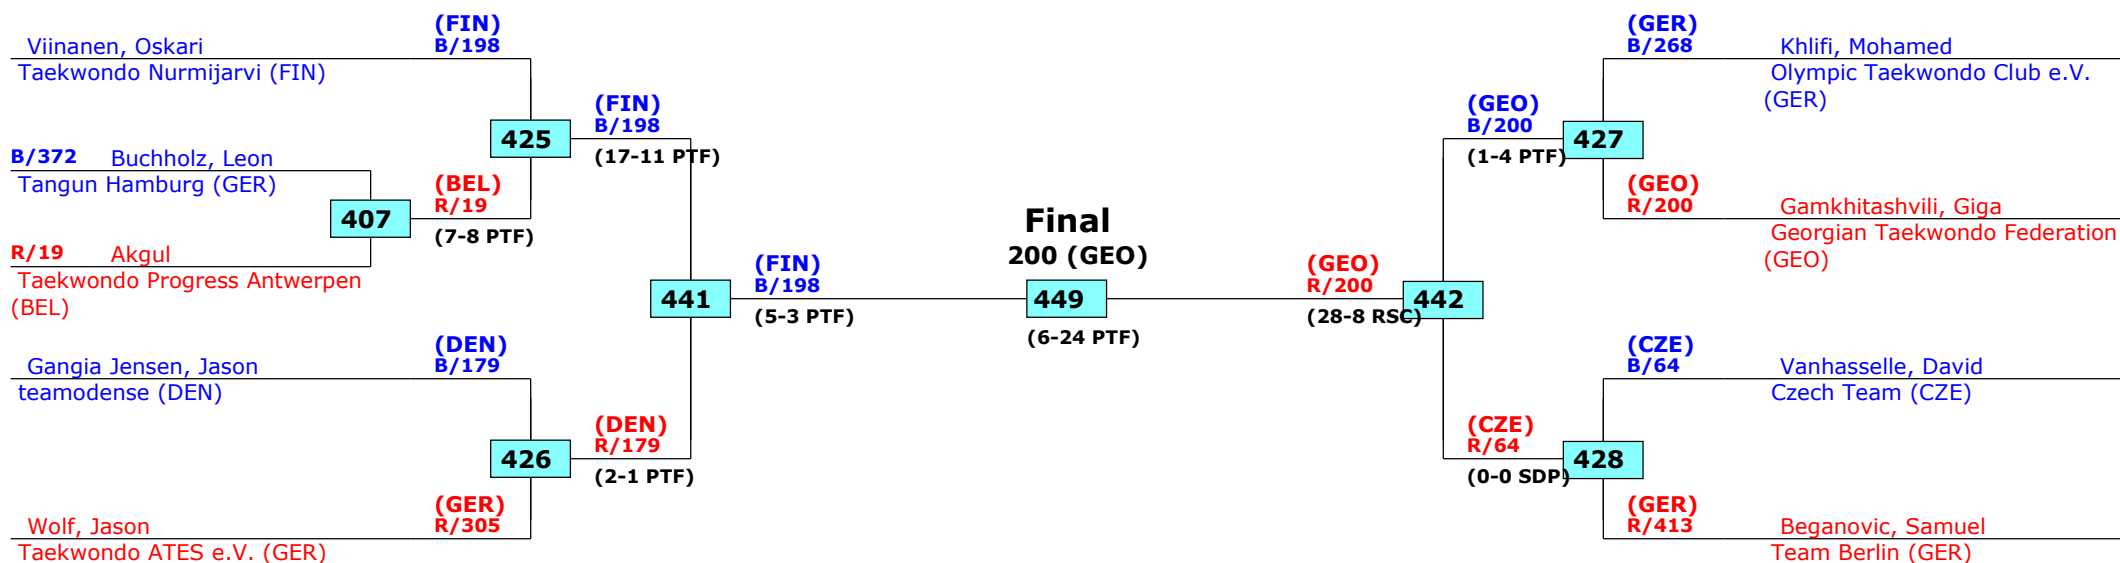 (FIN)
B/198
Viinanen, Oskari
Taekwondo Nurmijarvi (FIN)
(FIN)
B/198
425
(17-11 PTF)
B/372 Buchholz, Leon
Tangun Hamburg (GER)
(BEL)
R/19
407
(7-8 PTF)
R/19 Akgul
Taekwondo Progress Antwerpen
(BEL)
(FIN)
B/198
441
(5-3 PTF)
(DEN)
B/179
Gangia Jensen, Jason
teamodense (DEN)
(DEN)
R/179
426
(2-1 PTF)
(GER)
R/305
Wolf, Jason
Taekwondo ATES e.V. (GER)
Final
200 (GEO)
449
(6-24 PTF)
(GEO)
R/200
442
(28-8 RSC)
(GER)
B/268
Khlifi, Mohamed
Olympic Taekwondo Club e.V.
(GER)
(GEO)
B/200
427
(1-4 PTF)
(GEO)
R/200
Gamkhitashvili, Giga
Georgian Taekwondo Federation
(GEO)
(CZE)
B/64
Vanhasselle, David
Czech Team (CZE)
(CZE)
R/64
428
(0-0 SDP)
(GER)
R/413
Beganovic, Samuel
Team Berlin (GER)